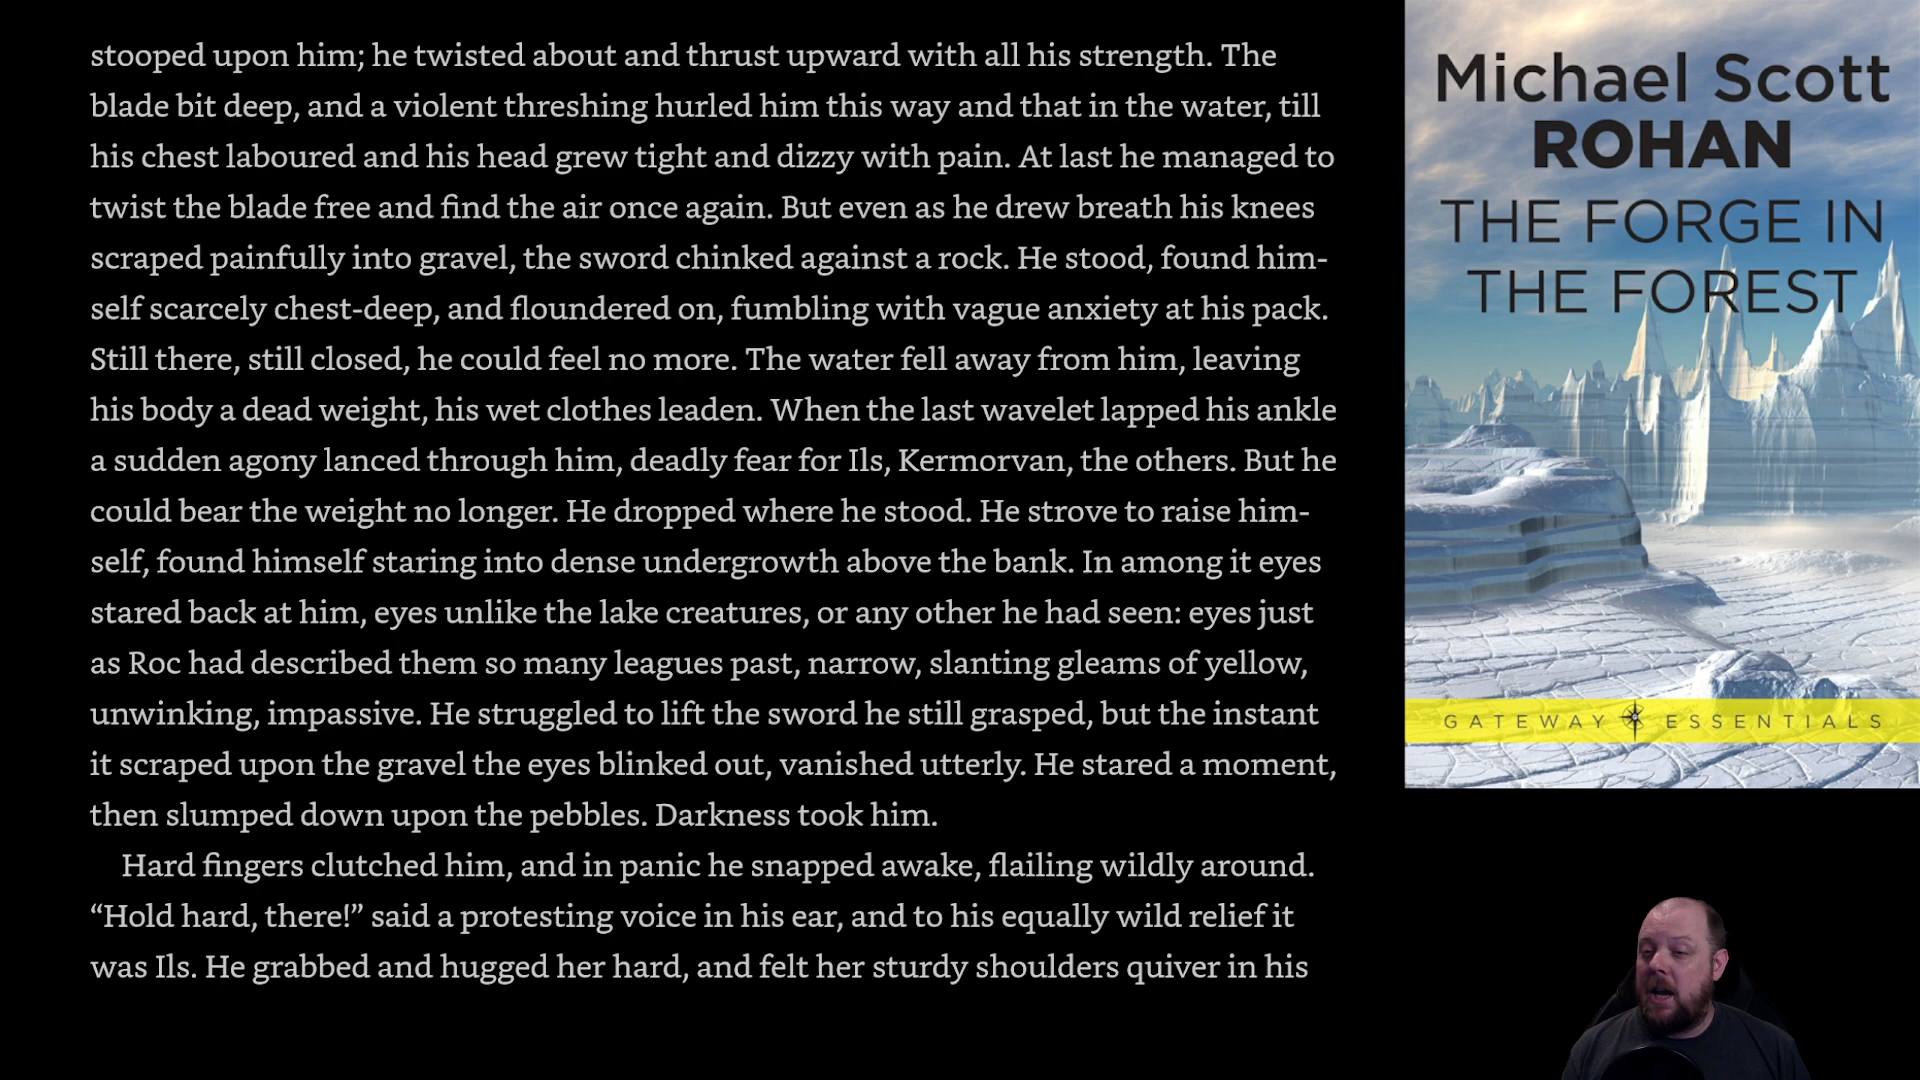 stooped upon him; he twisted about and thrust upward with all his strength. The
blade bit deep, and a violent threshing hurled him this way and that in the water, till
his chest laboured and his head grew tight and dizzy with pain. At last he managed to
twist the blade free and find the air once again. But even as he drew breath his knees
scraped painfully into gravel, the sword chinked against a rock. He stood, found him-
self scarcely chest-deep, and floundered on, fumbling with vague anxiety at his pack.
Still there, still closed, he could feel no more. The water fell away from him, leaving
his body a dead weight, his wet clothes leaden. When the last wavelet lapped his ankle
a sudden agony lanced through him, deadly fear for Ils, Kermorvan, the others. But he
could bear the weight no longer. He dropped where he stood. He strove to raise him-
self, found himself staring into dense undergrowth above the bank. In among it eyes
stared back at him, eyes unlike the lake creatures, or any other he had seen: eyes just
as Roc had described them so many leagues past, narrow, slanting gleams of yellow,
unwinking, impassive. He struggled to lift the sword he still grasped, but the instant
it scraped upon the gravel the eyes blinked out, vanished utterly. He stared a moment,
then slumped down upon the pebbles. Darkness took him.
Hard fingers clutched him, and in panic he snapped awake, flailing wildly around.
“Hold hard, there!” said a protesting voice in his ear, and to his equally wild relief it
was Ils. He grabbed and hugged her hard, and felt her sturdy shoulders quiver in his
Michael Scott
ROHAN
THE FORGE IN
THE FOREST
GATEWAY ESSENTIALS